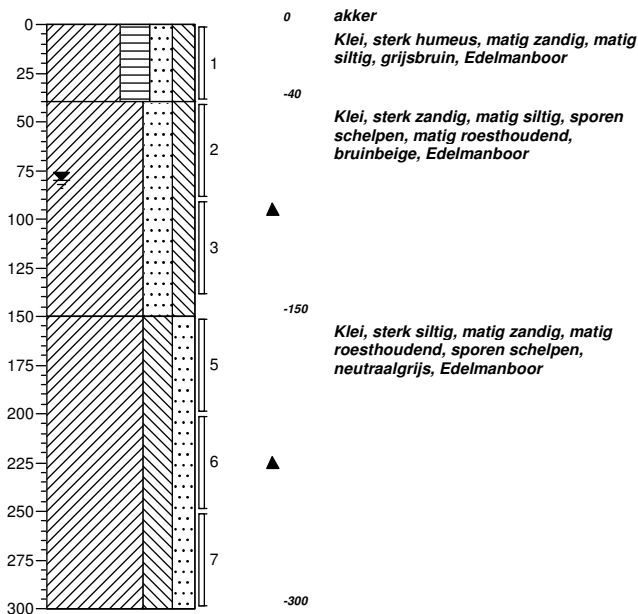 0
25
50
75
100
125
150
175
200
225
250
275
300
1
2
3
5
6
7
0
-40
-150
-300
akker
Klei, sterk humeus, matig zandig, matig
siltig, grijsbruin, Edelmanboor
Klei, sterk zandig, matig siltig, sporen
schelpen, matig roesthoudend,
bruinbeige, Edelmanboor
Klei, sterk siltig, matig zandig, matig
roesthoudend, sporen schelpen,
neutraalgrijs, Edelmanboor